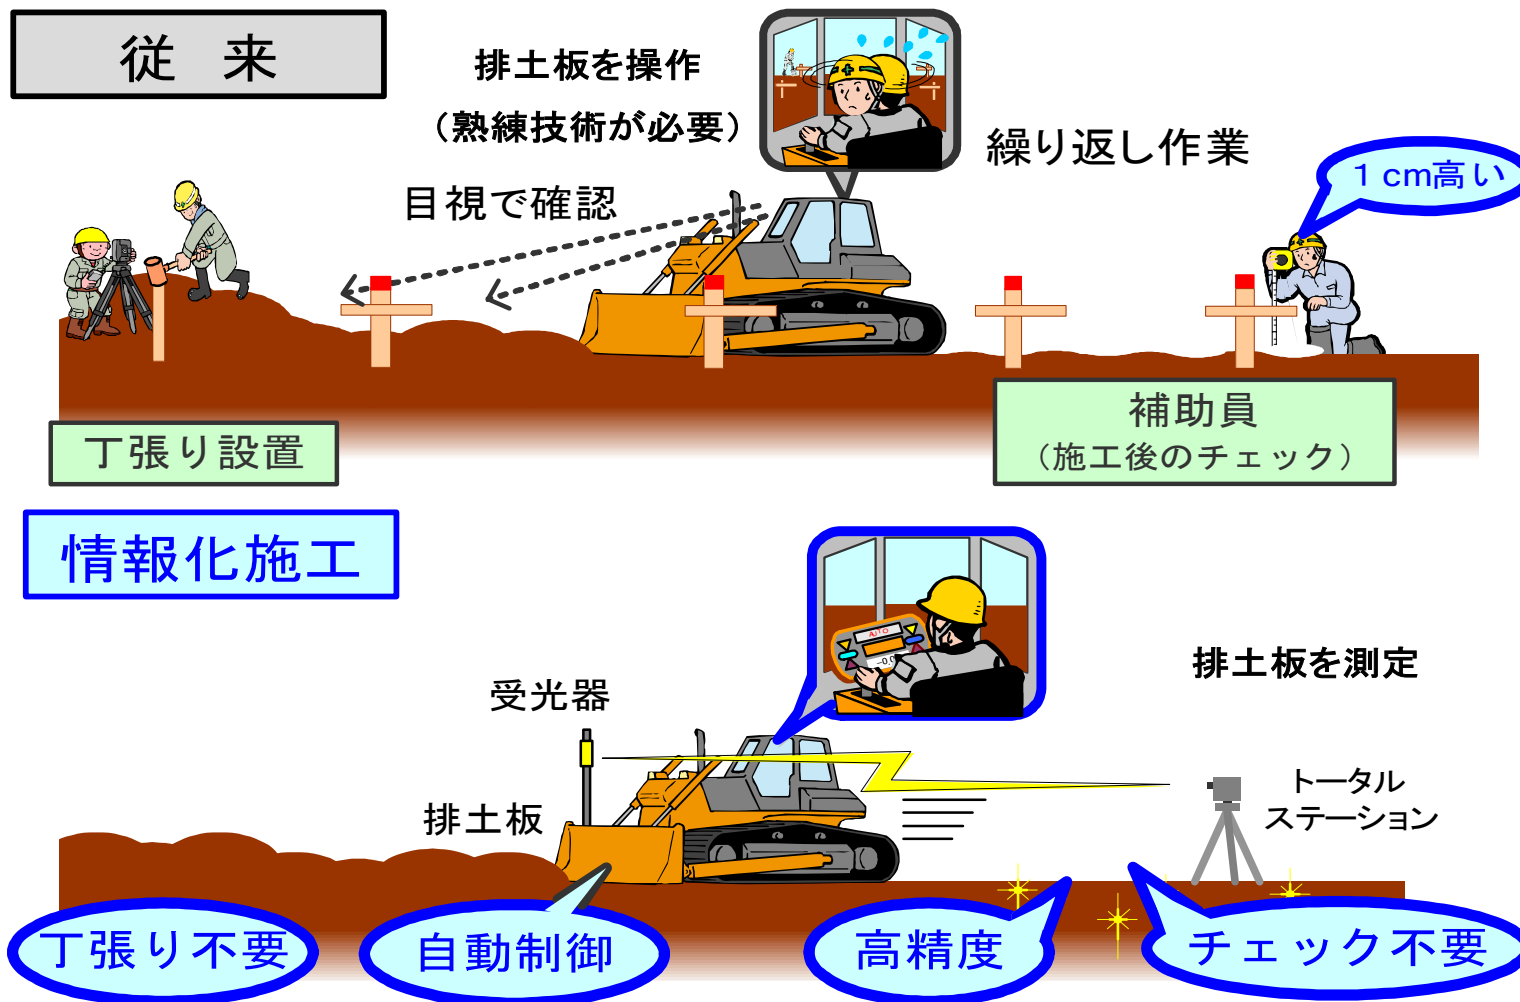 従　来
排土板を操作
（熟練技術が必要）
繰り返し作業
１cm高い
目視で確認
丁張り設置
補助員
（施工後のチェック）
情報化施工
AUTO
-0.0
排土板を測定
受光器
トータル
ステーション
排土板
丁張り不要
自動制御
高精度
チェック不要